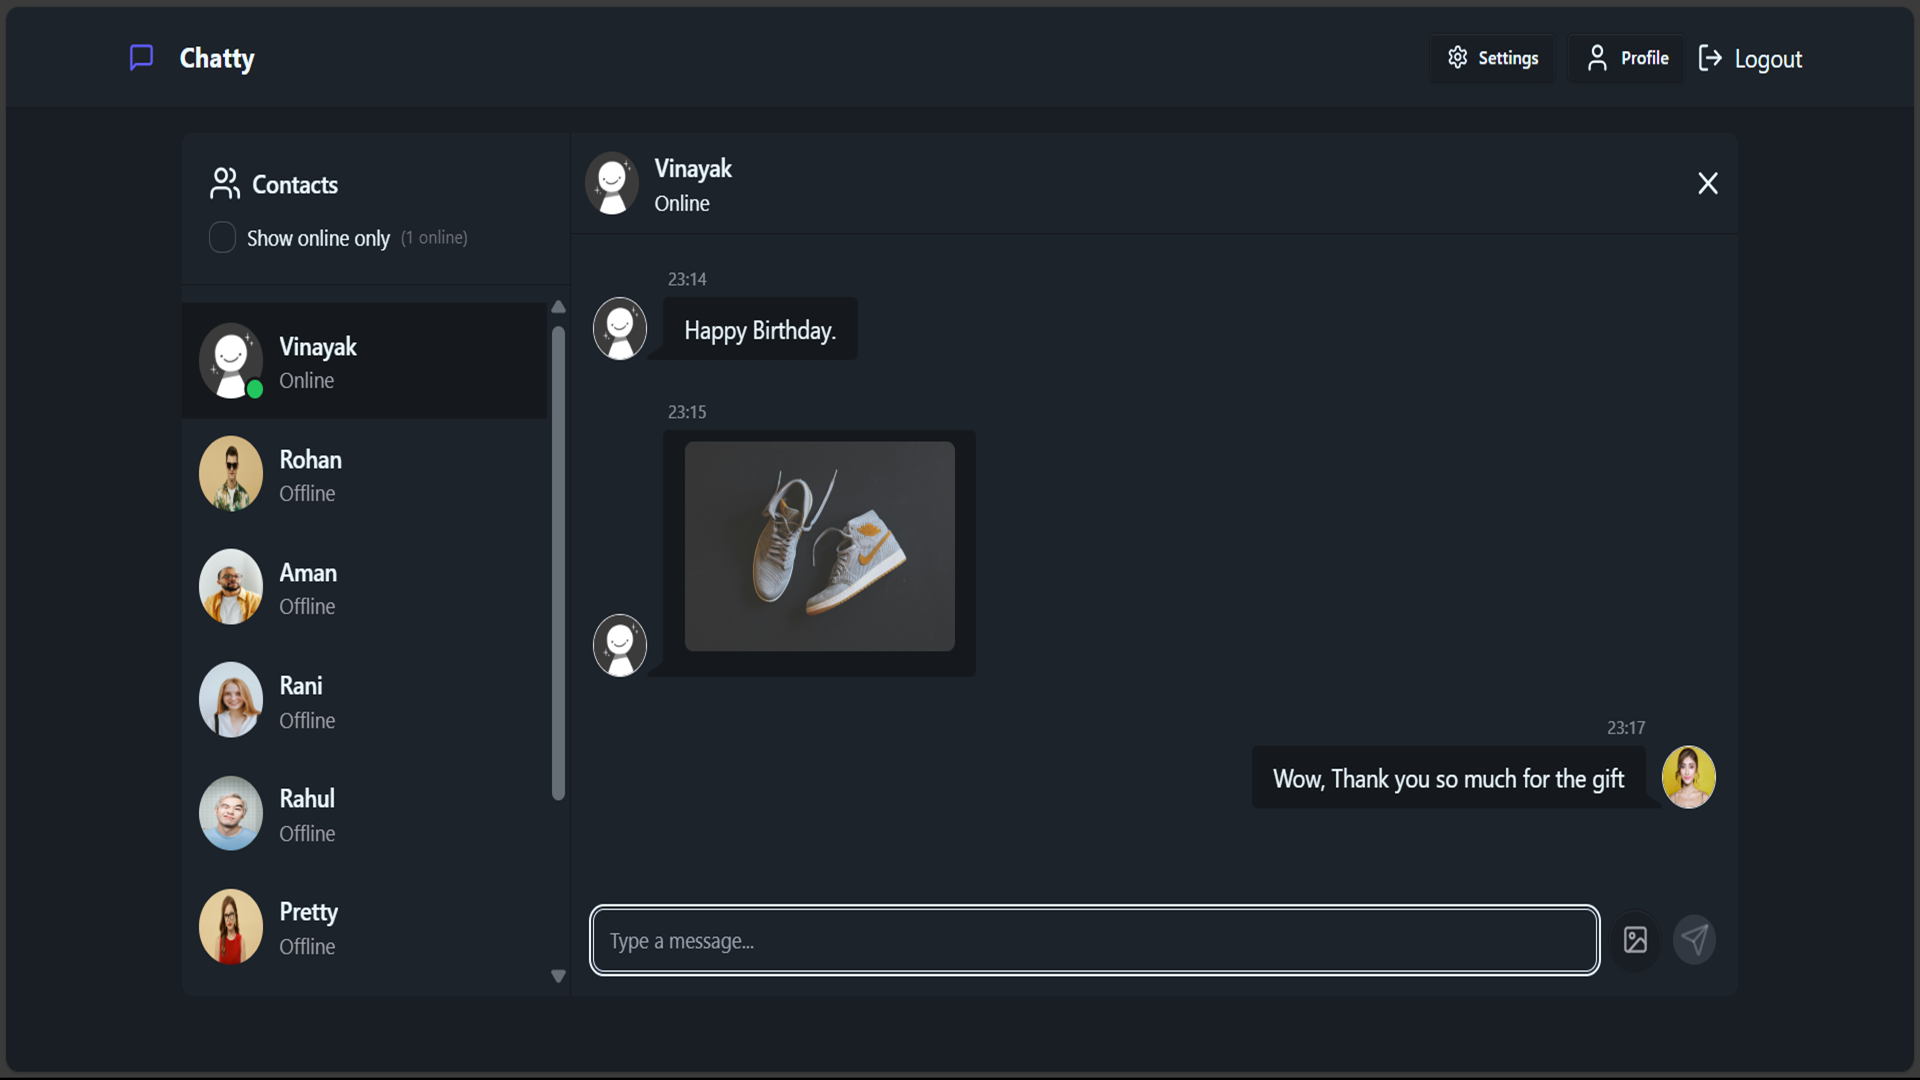 Chatty
Settings
Profile
Logout
Contacts
Show online only (1 online)
Vinayak
Online
Rohan
Offline
Aman
Offline
Rani
Offline
Rahul
Offline
Pretty
Offline
Vinayak
Online
23:14
Happy Birthday.
23:15
23:17
Wow, Thank you so much for the gift
Type a message...